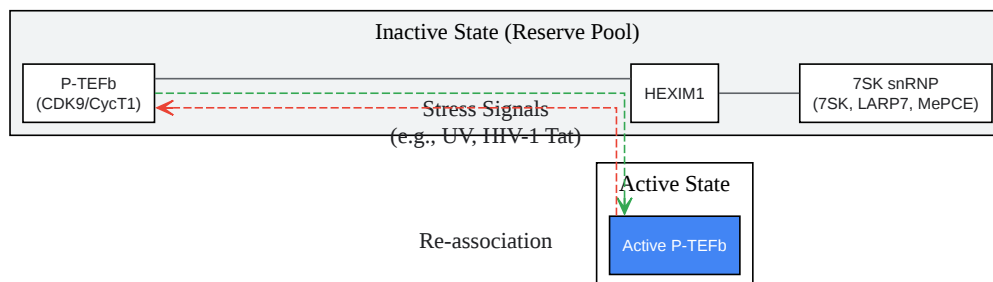 Inactive State (Reserve Pool)
P-TEFb
(CDK9/CycT1)
HEXIM1
7SK snRNP
(7SK, LARP7, MePCE)
Stress Signals
(e.g., UV, HIV-1 Tat)
Active State
Re-association
Active P-TEFb